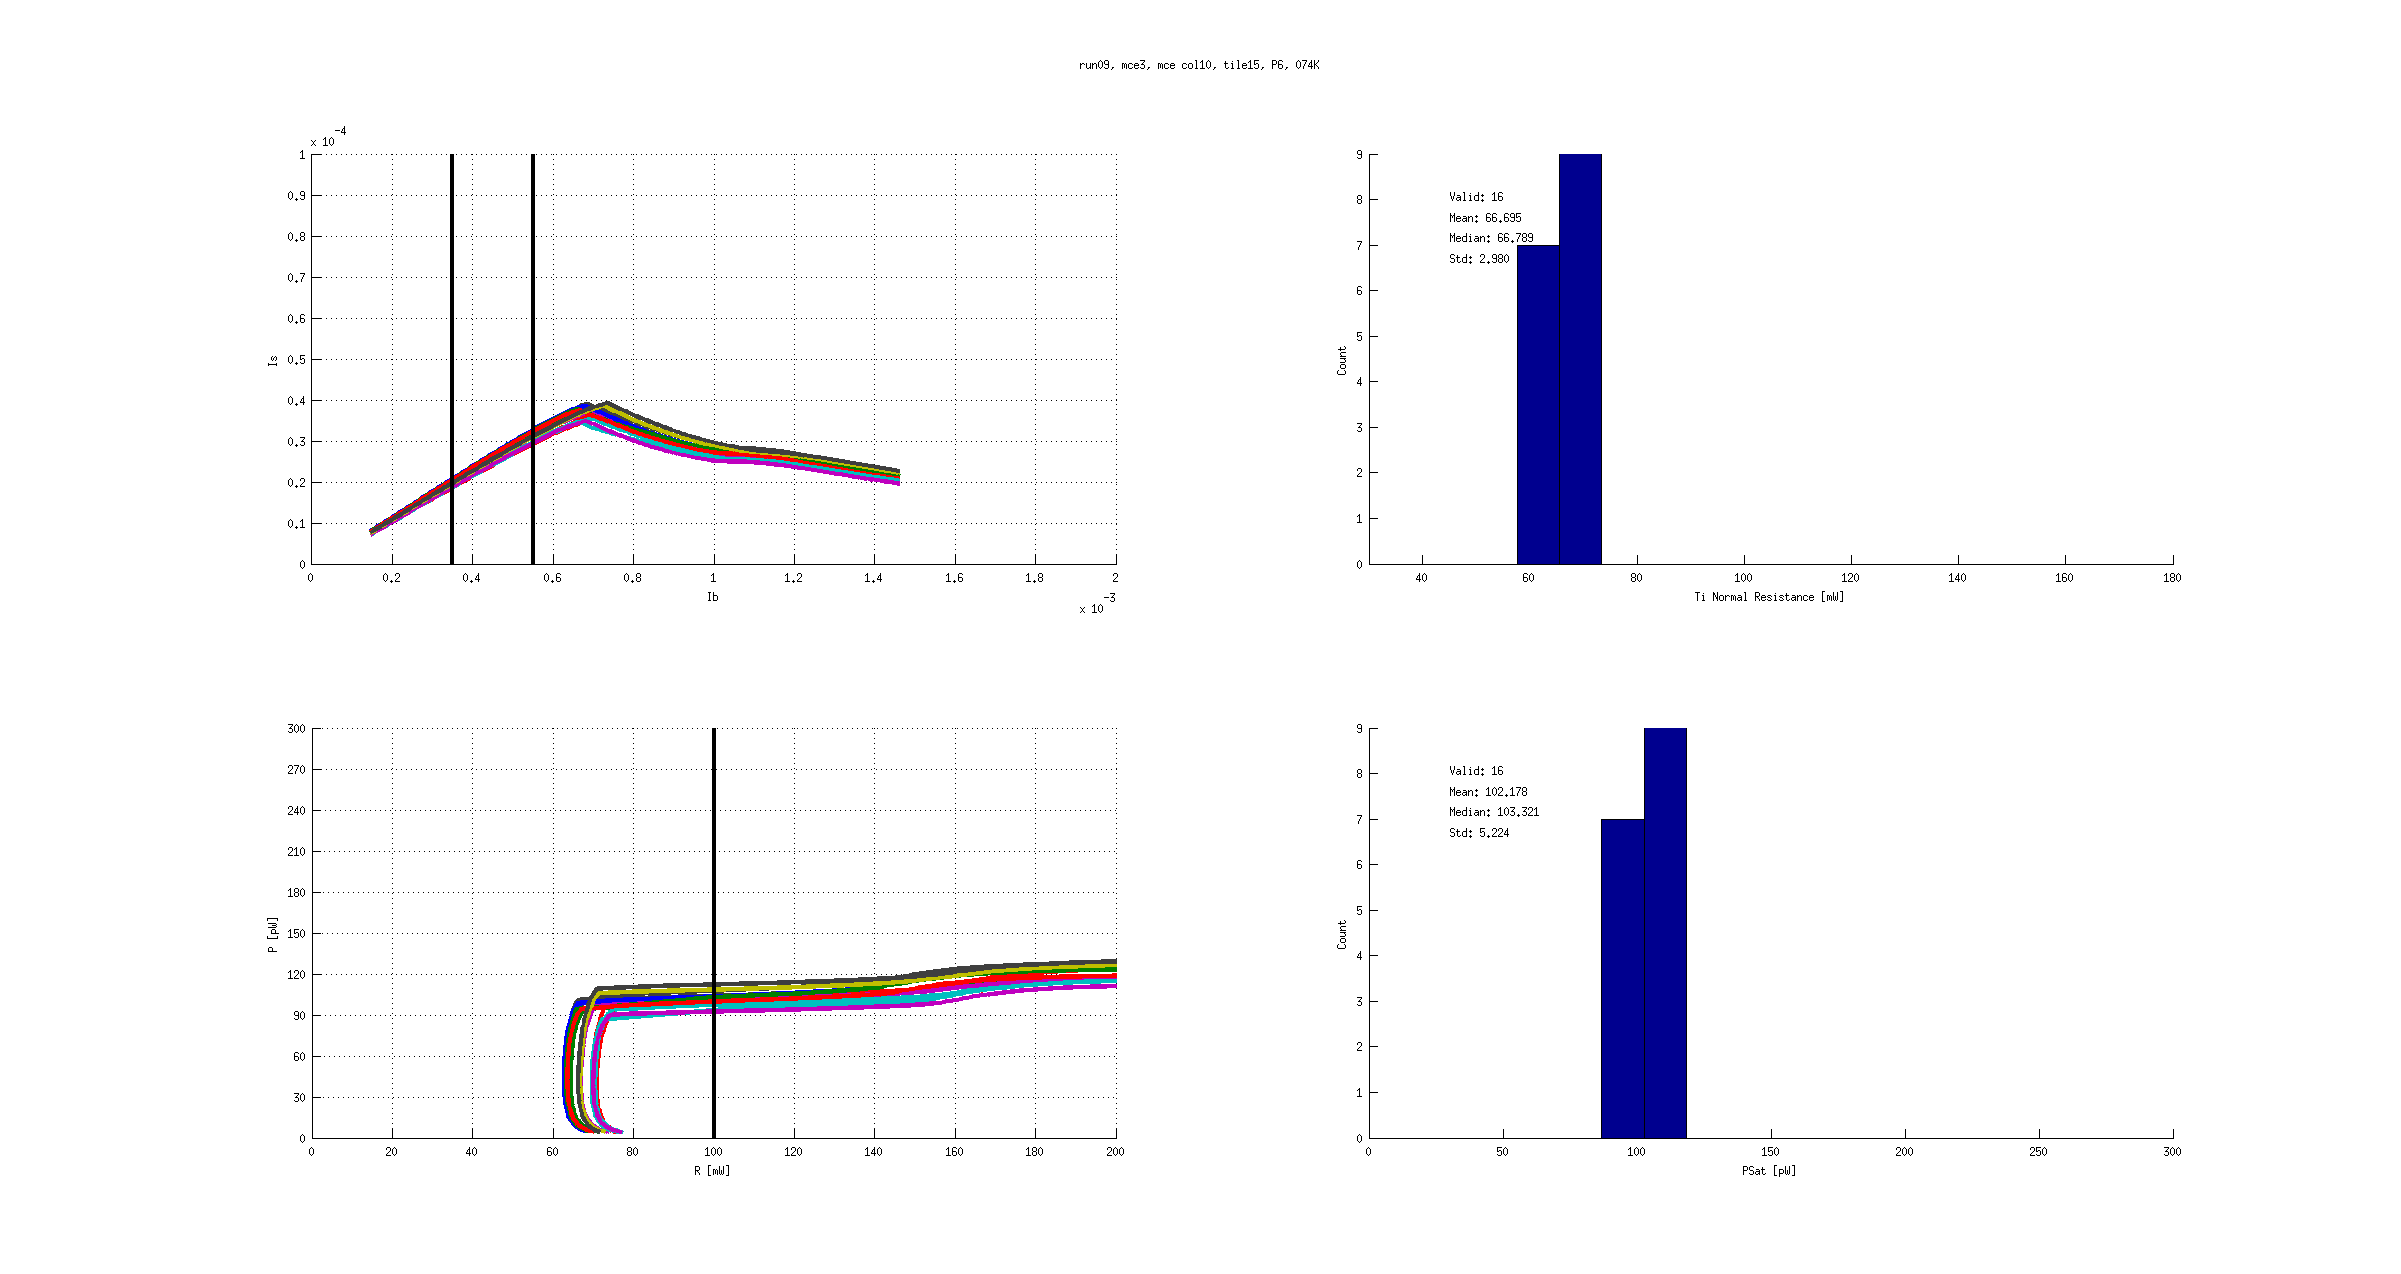 run09, mce3, mce col10, tile15, P6, 074K
x 10 -4
1
0.9
0.8
0.7
0.6
0.5
0.4
0.3
0.2
0.1
0
Is
0 0.2 0.4 0.6 0.8 1 1.2 1.4 1.6 1.8 2
Ib
x 10 -3
9
8
7
6
5
4
3
2
1
0
Count
Valid: 16
Mean: 66.695
Median: 66.789
Std: 2.980
40 60 80 100 120 140 160 180
Ti Normal Resistance [mW]
300
270
240
210
180
150
120
90
60
30
0
P [pW]
0 20 40 60 80 100 120 140 160 180 200
R [mW]
9
8
7
6
5
4
3
2
1
0
Count
Valid: 16
Mean: 102.178
Median: 103.321
Std: 5.224
0 50 100 150 200 250 300
PSat [pW]